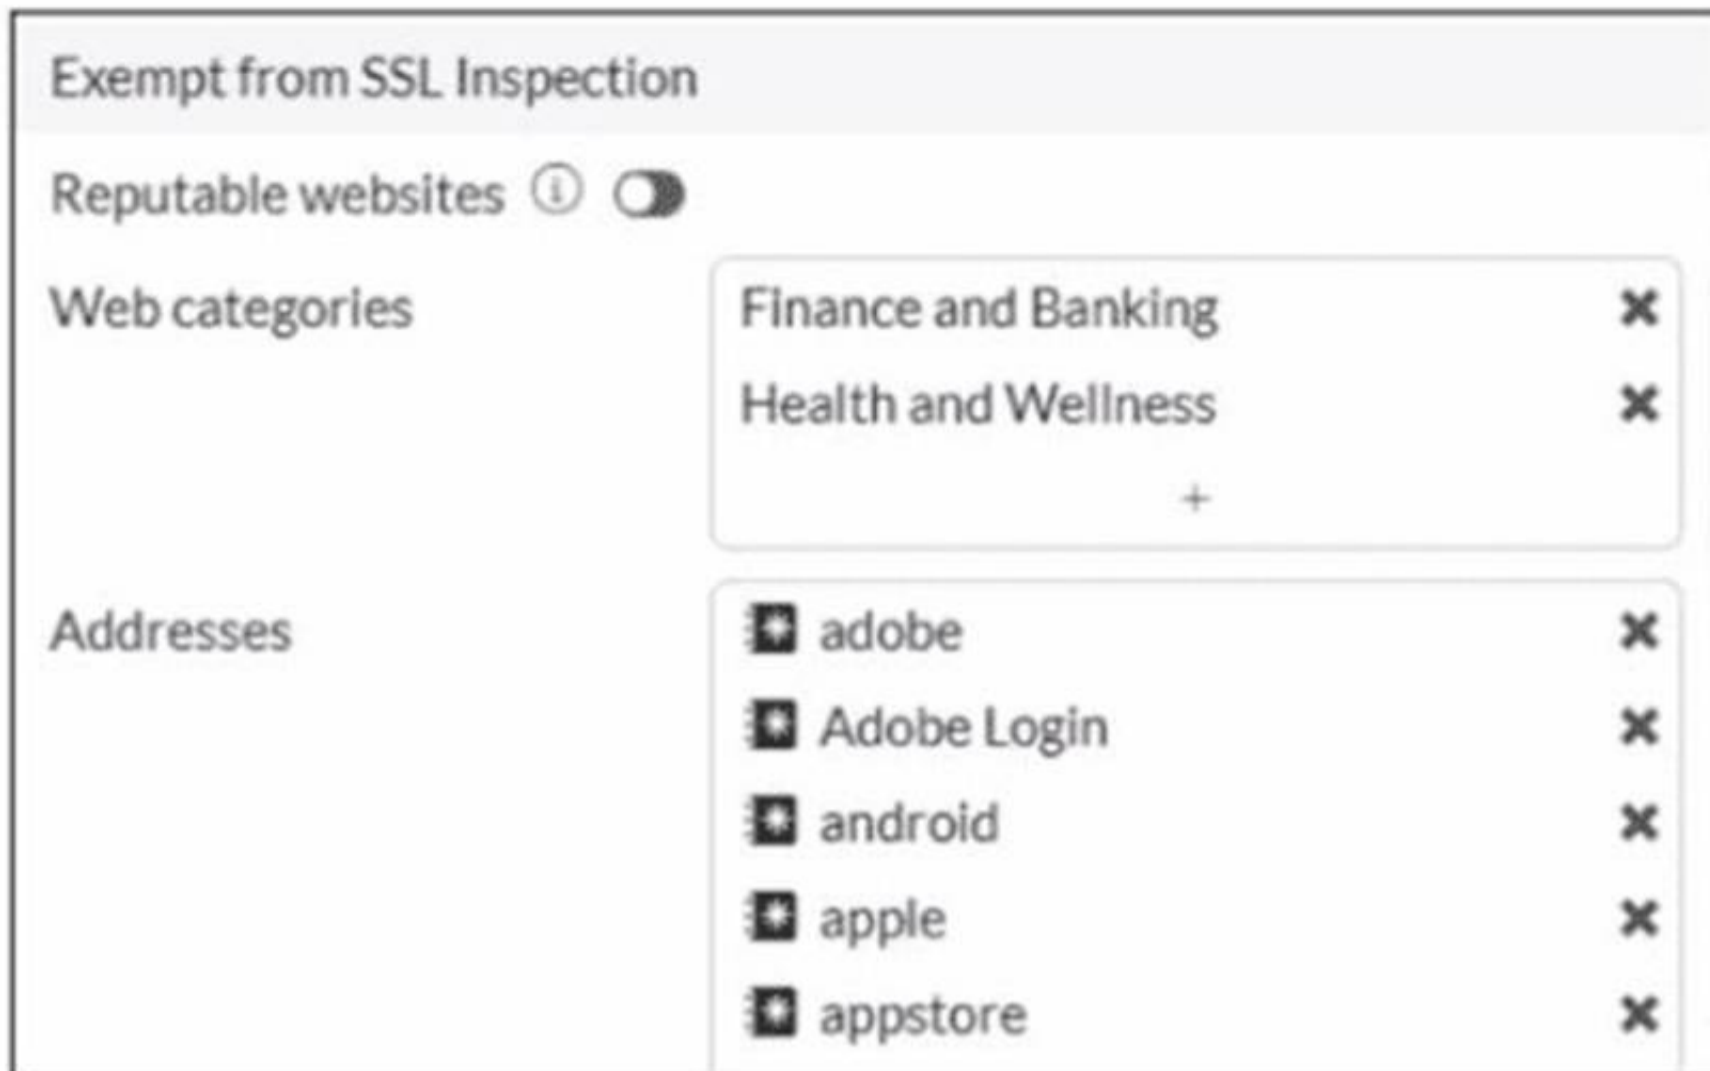 Exempt from SSL Inspection
Reputable websites
Web categories
Finance and Banking
Health and Wellness
+
Addresses
adobe
Adobe Login
android
apple
appstore